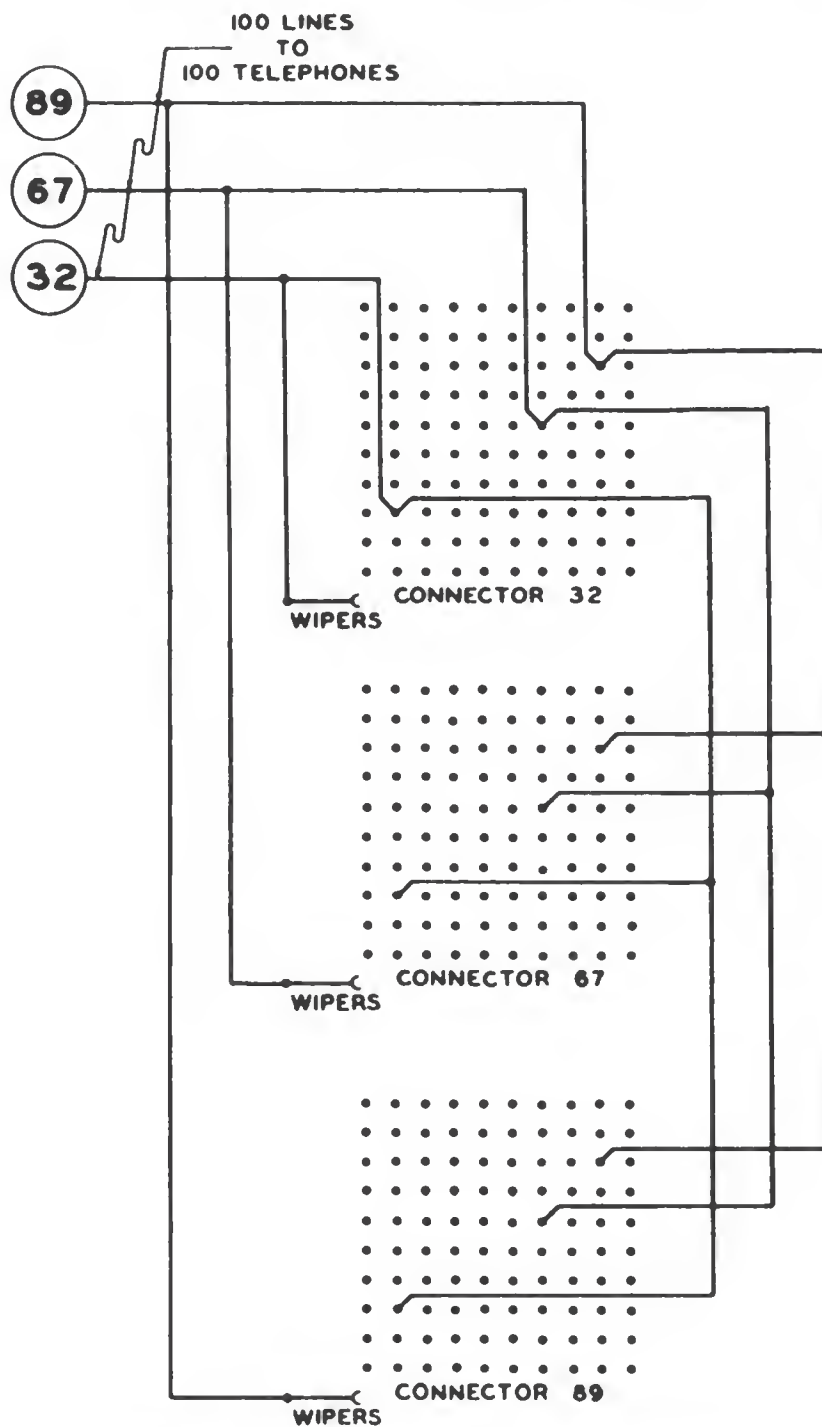 100 LINES
TO
100 TELEPHONES
89
67
32
CONNECTOR 32
WIPERS
CONNECTOR 67
WIPERS
CONNECTOR 89
WIPERS